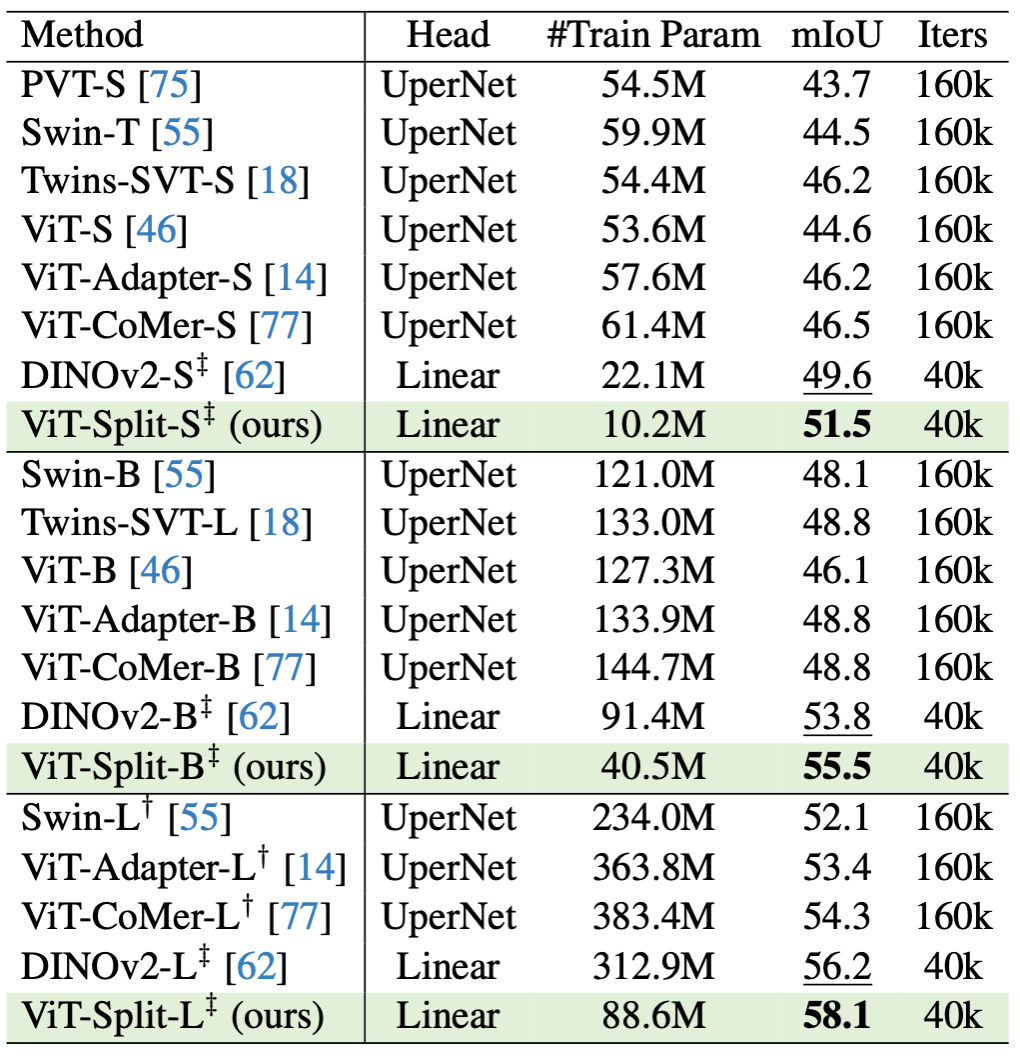 Method Head #Train Param mIoU Iters
PVT-S [75] UperNet 54.5M 43.7 160k
Swin-T [55] UperNet 59.9M 44.5 160k
Twins-SVT-S [18] UperNet 54.4M 46.2 160k
ViT-S [46] UperNet 53.6M 44.6 160k
ViT-Adapter-S [14] UperNet 57.6M 46.2 160k
ViT-CoMer-S [77] UperNet 61.4M 46.5 160k
DINOv2-S‡ [62] Linear 22.1M 49.6 40k
ViT-Split-S‡ (ours) Linear 10.2M 51.5 40k
Swin-B [55] UperNet 121.0M 48.1 160k
Twins-SVT-L [18] UperNet 133.0M 48.8 160k
ViT-B [46] UperNet 127.3M 46.1 160k
ViT-Adapter-B [14] UperNet 133.9M 48.8 160k
ViT-CoMer-B [77] UperNet 144.7M 48.8 160k
DINOv2-B‡ [62] Linear 91.4M 53.8 40k
ViT-Split-B‡ (ours) Linear 40.5M 55.5 40k
Swin-L† [55] UperNet 234.0M 52.1 160k
ViT-Adapter-L† [14] UperNet 363.8M 53.4 160k
ViT-CoMer-L† [77] UperNet 383.4M 54.3 160k
DINOv2-L‡ [62] Linear 312.9M 56.2 40k
ViT-Split-L‡ (ours) Linear 88.6M 58.1 40k